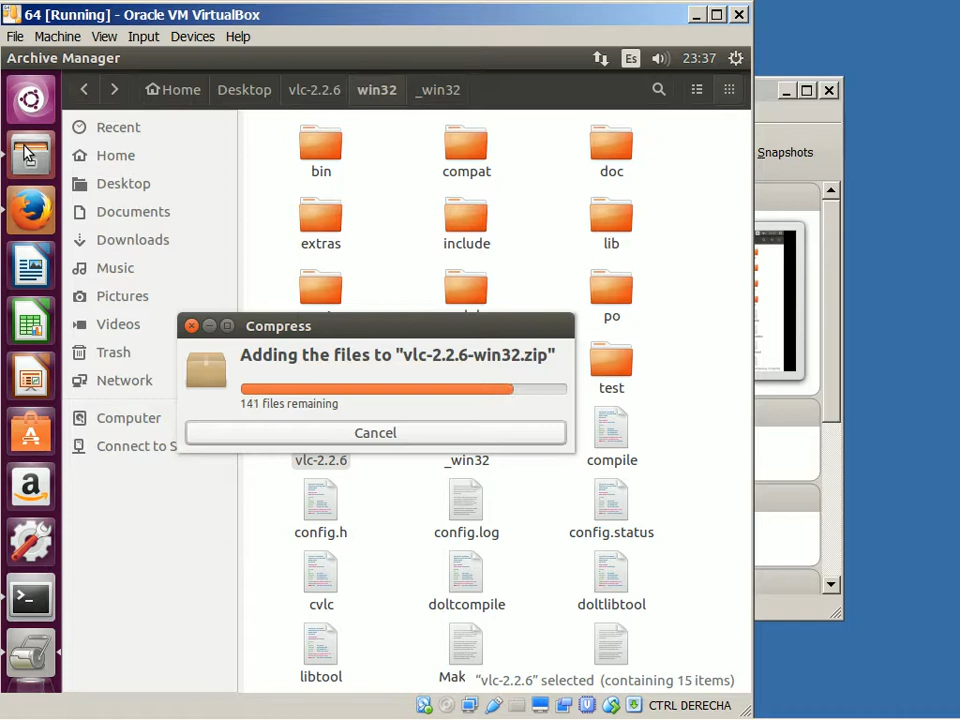 64 [Running] - Oracle VM VirtualBox
File Machine View Input Devices Help
Archive Manager
Es
23:37
Home Desktop vlc-2.2.6 win32 _win32
Recent
Home
Desktop
Documents
Downloads
Music
Pictures
Videos
Trash
Network
Computer
Connect to S
bin compat doc
extras include lib
po
test
Compress
Adding the files to "vlc-2.2.6-win32.zip"
141 files remaining
Cancel
vlc-2.2.6 _win32 compile
config.h config.log config.status
cvlc doltcompile doltlibtool
libtool Mak
"vlc-2.2.6" selected (containing 15 items)
CTRL DERECHA
Snapshots